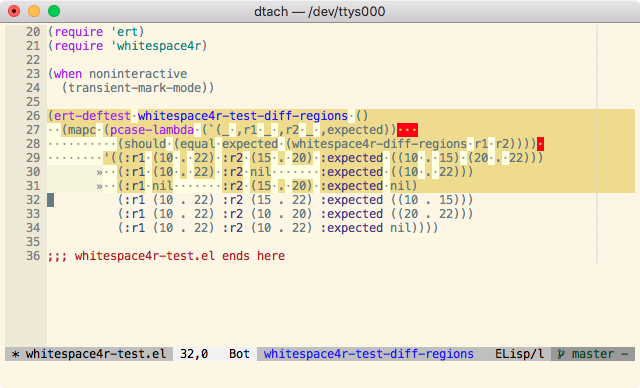 dtach — /dev/ttys000
20 (require 'ert)
21 (require 'whitespace4r)
22
23 (when noninteractive
24   (transient-mark-mode))
25
26 (ert-deftest·whitespace4r-test-diff-regions·()
27 ··(mapc·(pcase-lambda·(`(_·,r1·_·,r2·_·,expected))···
28 ··········(should·(equal·expected·(whitespace4r-diff-regions·r1·r2))))·
29 ········'((:r1·(10·.·22)·:r2·(15·.·20)·:expected·((10·.·15)·(20·.·22)))
30 »·(:r1·(10·.·22)·:r2·nil·······:expected·((10·.·22)))
31 »·(:r1·nil·······:r2·(15·.·20)·:expected·nil)
32           (:r1 (10 . 22) :r2 (15 . 22) :expected ((10 . 15)))
33           (:r1 (10 . 22) :r2 (10 . 20) :expected ((20 . 22)))
34           (:r1 (10 . 22) :r2 (10 . 22) :expected nil))))
35
36 ;;; whitespace4r-test.el ends here
* whitespace4r-test.el 32,0 Bot whitespace4r-test-diff-regions ELisp/l master -